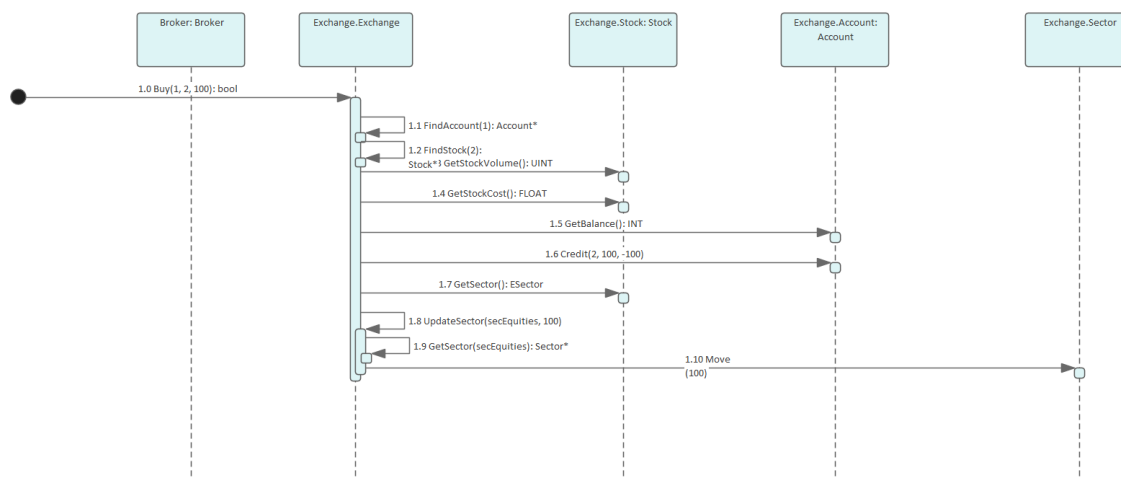 Broker: Broker
Exchange.Exchange
Exchange.Stock: Stock
Exchange.Account:
Account
Exchange.Sector
1.0 Buy(1, 2, 100): bool
1.1 FindAccount(1): Account*
1.2 FindStock(2):
Stock*
GetStockVolume(): UINT
1.4 GetStockCost(): FLOAT
1.5 GetBalance(): INT
1.6 Credit(2, 100, -100)
1.7 GetSector(): ESector
1.8 UpdateSector(secEquities, 100)
1.9 GetSector(secEquities): Sector*
1.10 Move
(100)